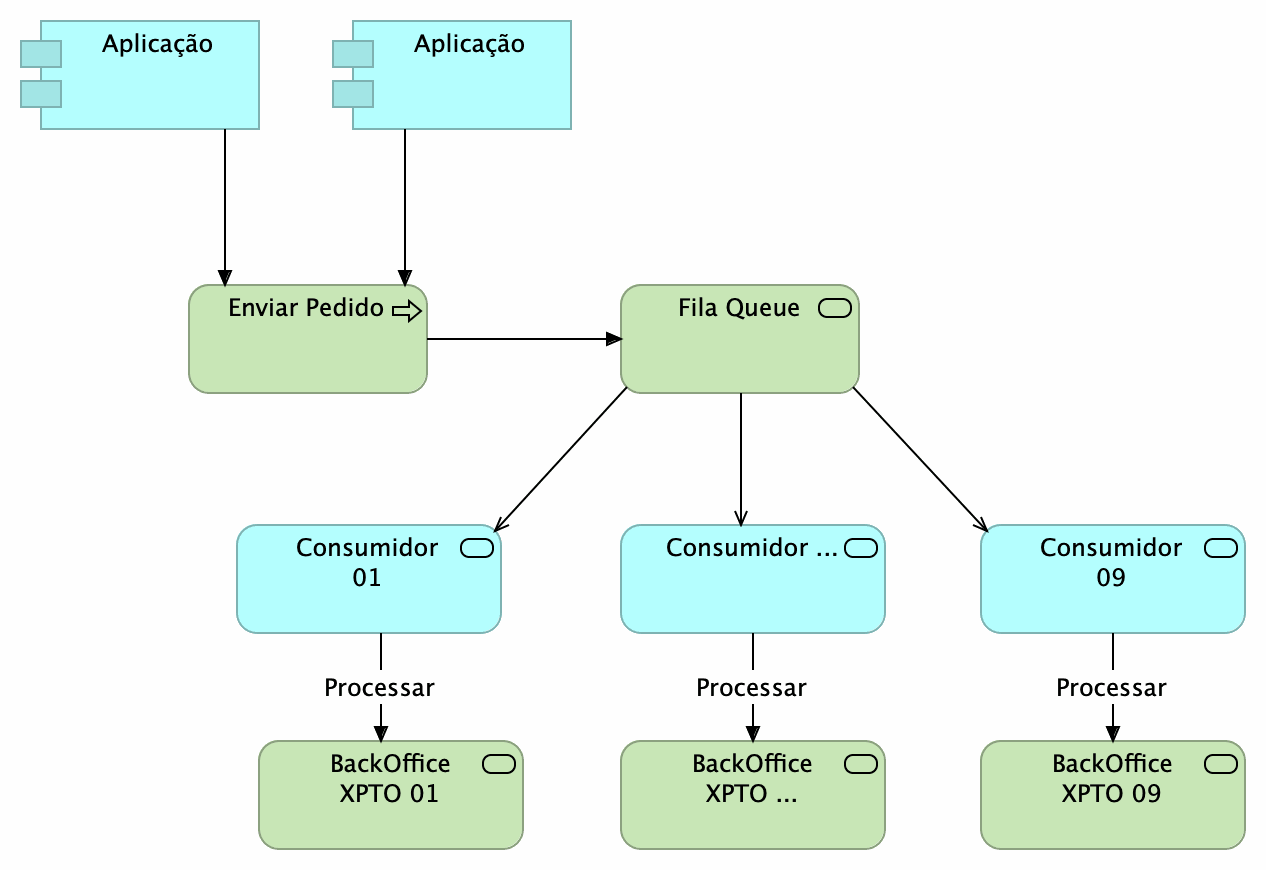 Aplicação
Aplicação
Enviar Pedido
Fila Queue
Consumidor
01
Consumidor ...
Consumidor
09
Processar
Processar
Processar
BackOffice
XPTO 01
BackOffice
XPTO ...
BackOffice
XPTO 09